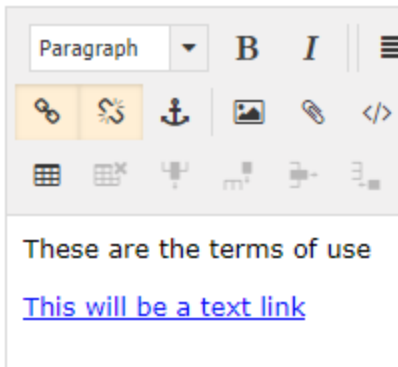 Paragraph B I
</>
These are the terms of use
This will be a text link